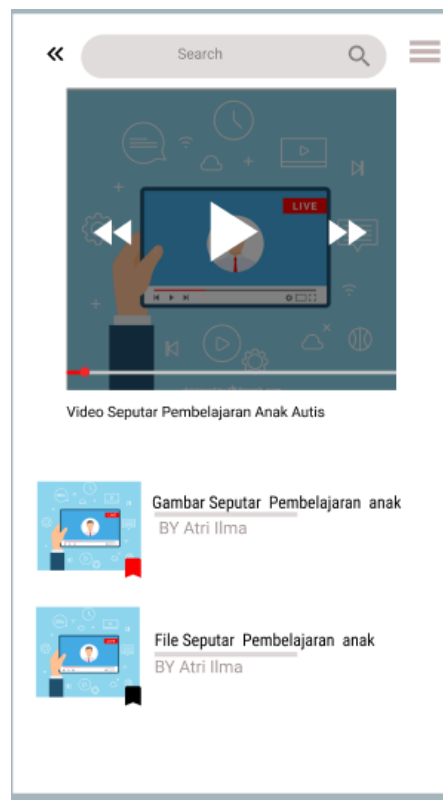 Search
LIVE
Video Seputar Pembelajaran Anak Autis
Gambar Seputar Pembelajaran anak
BY Atri Ilma
File Seputar Pembelajaran anak
BY Atri Ilma